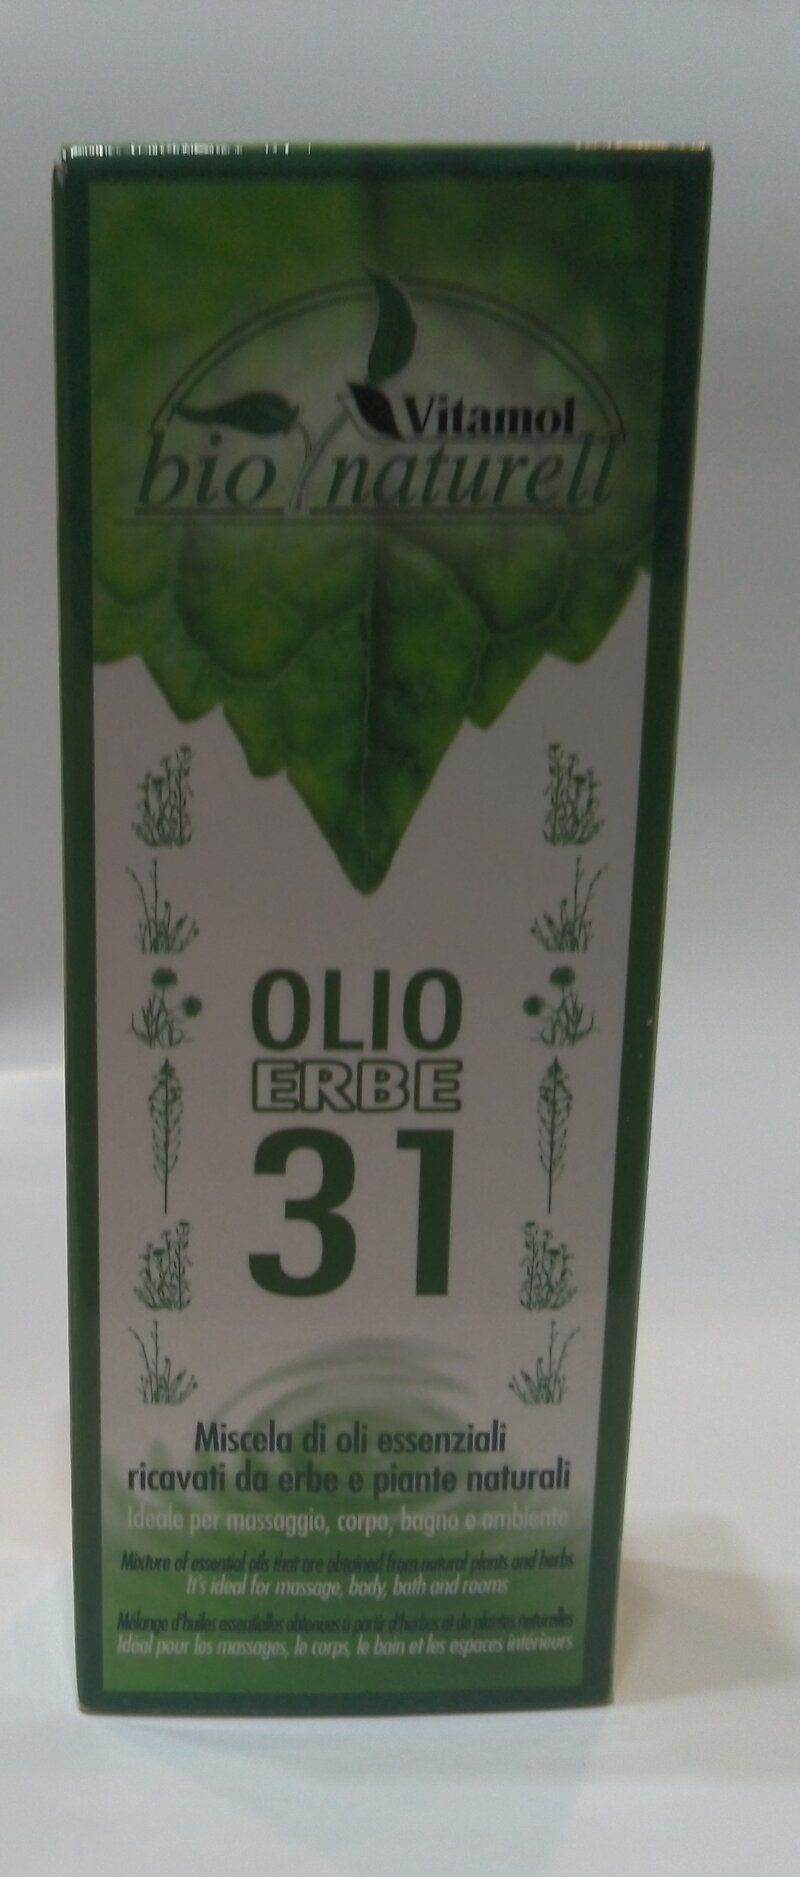 Vitamol
bio naturell
OLIO
ERBE
31
Miscela di oli essenziali
ricavati da erbe e piante naturali
Ideale per massaggio, corpo, bagno e ambiente
Mixture of essential oils that are obtained from natural plants and herbs
It's ideal for massage, body, bath and rooms
Mélange d'huiles essentielles obtenues à partir d'herbes et de plantes naturelles
Idéal pour les massages, le corps, le bain et les espaces intérieurs